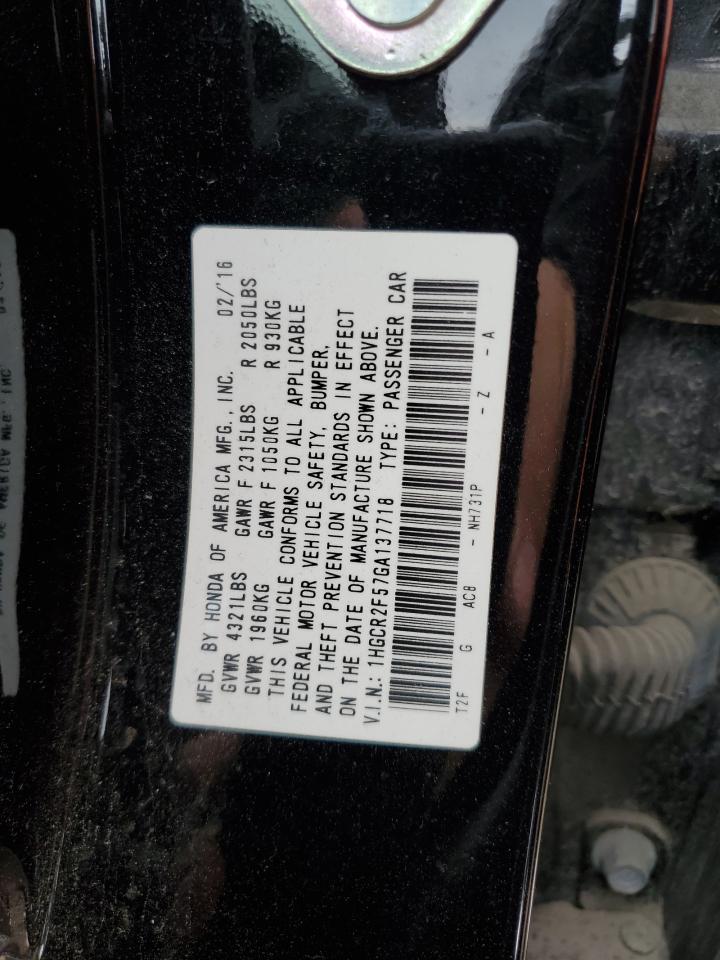 MFD. BY HONDA OF AMERICA MFG., INC. 02/'16
GVWR 4321LBS GAWR F 2315LBS R 2050LBS
GVWR 1960KG GAWR F 1050KG R 930KG
THIS VEHICLE CONFORMS TO ALL APPLICABLE
FEDERAL MOTOR VEHICLE SAFETY, BUMPER,
AND THEFT PREVENTION STANDARDS IN EFFECT
ON THE DATE OF MANUFACTURE SHOWN ABOVE.
V.I.N.: 1HGCR2F57GA137718 TYPE: PASSENGER CAR
T2F G AC8 - NH731P - Z - A